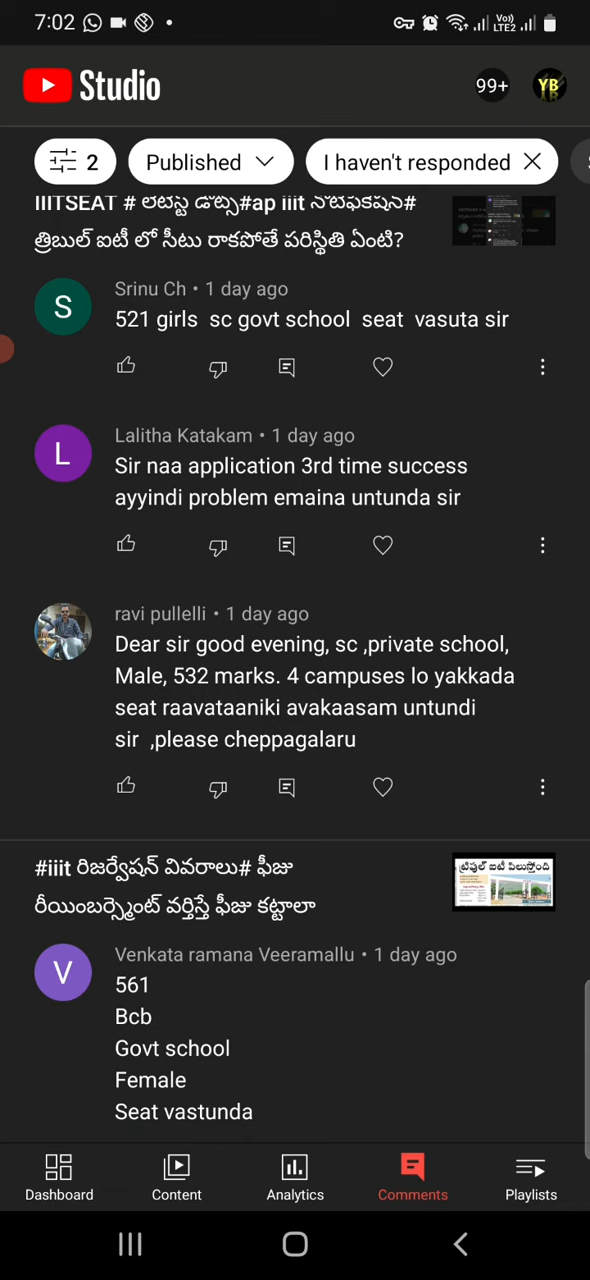 7:02
Vo))
LTE2
Studio
99+
YB
2
Published
I haven't responded
IIITSEAT # లేటెస్ట్ డౌట్స్#ap iiit నోటిఫికేషన్#
త్రిబుల్ ఐటీ లో సీటు రాకపోతే పరిస్థితి ఏంటి?
S
Srinu Ch • 1 day ago
521 girls sc govt school seat vasuta sir
L
Lalitha Katakam • 1 day ago
Sir naa application 3rd time success
ayyindi problem emaina untunda sir
ravi pullelli • 1 day ago
Dear sir good evening, sc ,private school,
Male, 532 marks. 4 campuses lo yakkada
seat raavataaniki avakaasam untundi
sir ,please cheppagalaru
#iiit రిజర్వేషన్ వివరాలు# ఫీజు
రీయింబర్స్మెంట్ వర్తిస్తే ఫీజు కట్టాలా
ట్రిపుల్ ఐటీ పిలుస్తోంది
V
Venkata ramana Veeramallu • 1 day ago
561
Bcb
Govt school
Female
Seat vastunda
Dashboard
Content
Analytics
Comments
Playlists